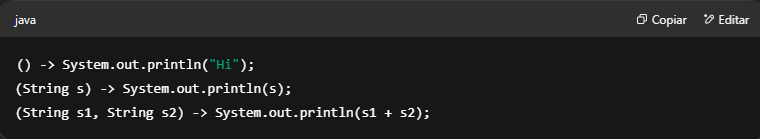 java Copiar Editar
() -> System.out.println("Hi");
(String s) -> System.out.println(s);
(String s1, String s2) -> System.out.println(s1 + s2);